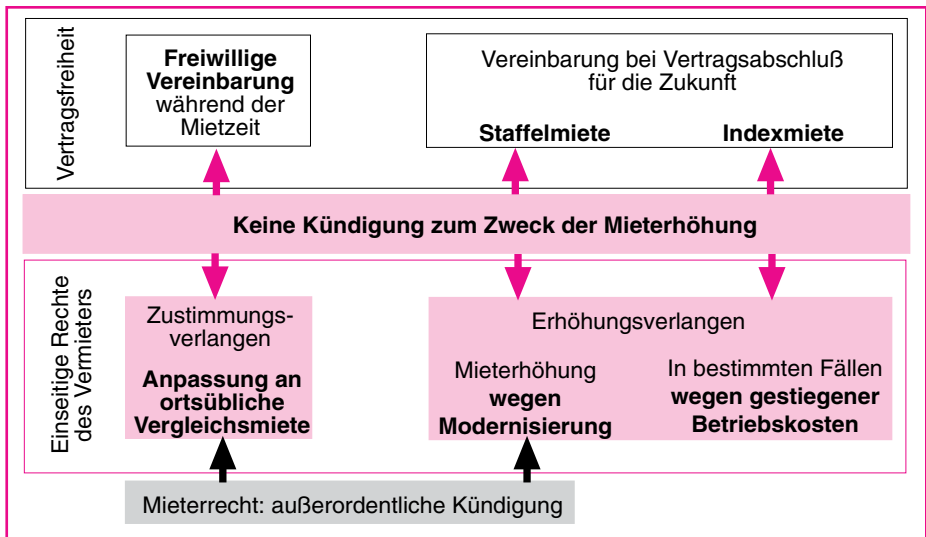 Vertragsfreiheit
Freiwillige
Vereinbarung
während der
Mietzeit
Vereinbarung bei Vertragsabschluß
für die Zukunft
Staffelmiete
Indexmiete
Keine Kündigung zum Zweck der Mieterhöhung
Einseitige Rechte
des Vermieters
Zustimmungs-
verlangen
Anpassung an
ortsübliche
Vergleichsmiete
Erhöhungsverlangen
Mieterhöhung
wegen
Modernisierung
In bestimmten Fällen
wegen gestiegener
Betriebskosten
Mieterrecht: außerordentliche Kündigung